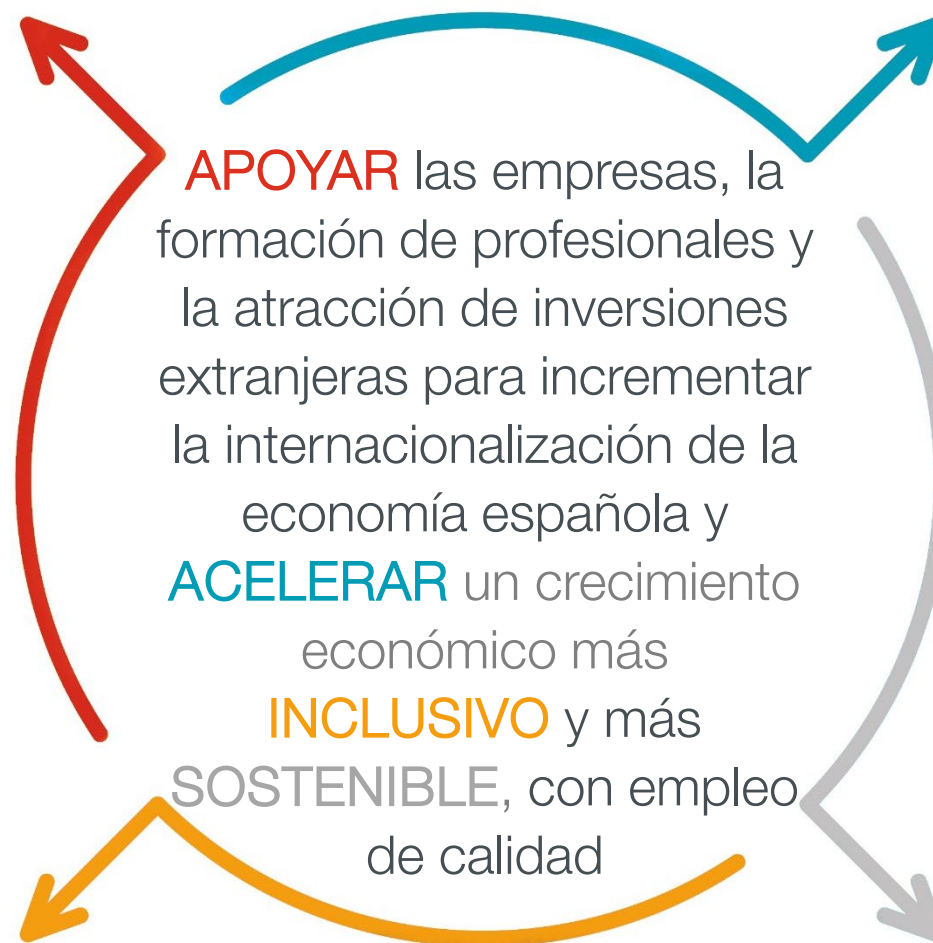 APOYAR las empresas, la
formación de profesionales y
la atracción de inversiones
extranjeras para incrementar
la internacionalización de la
economía española y
ACELERAR un crecimiento
económico más
INCLUSIVO y más
SOSTENIBLE, con empleo
de calidad